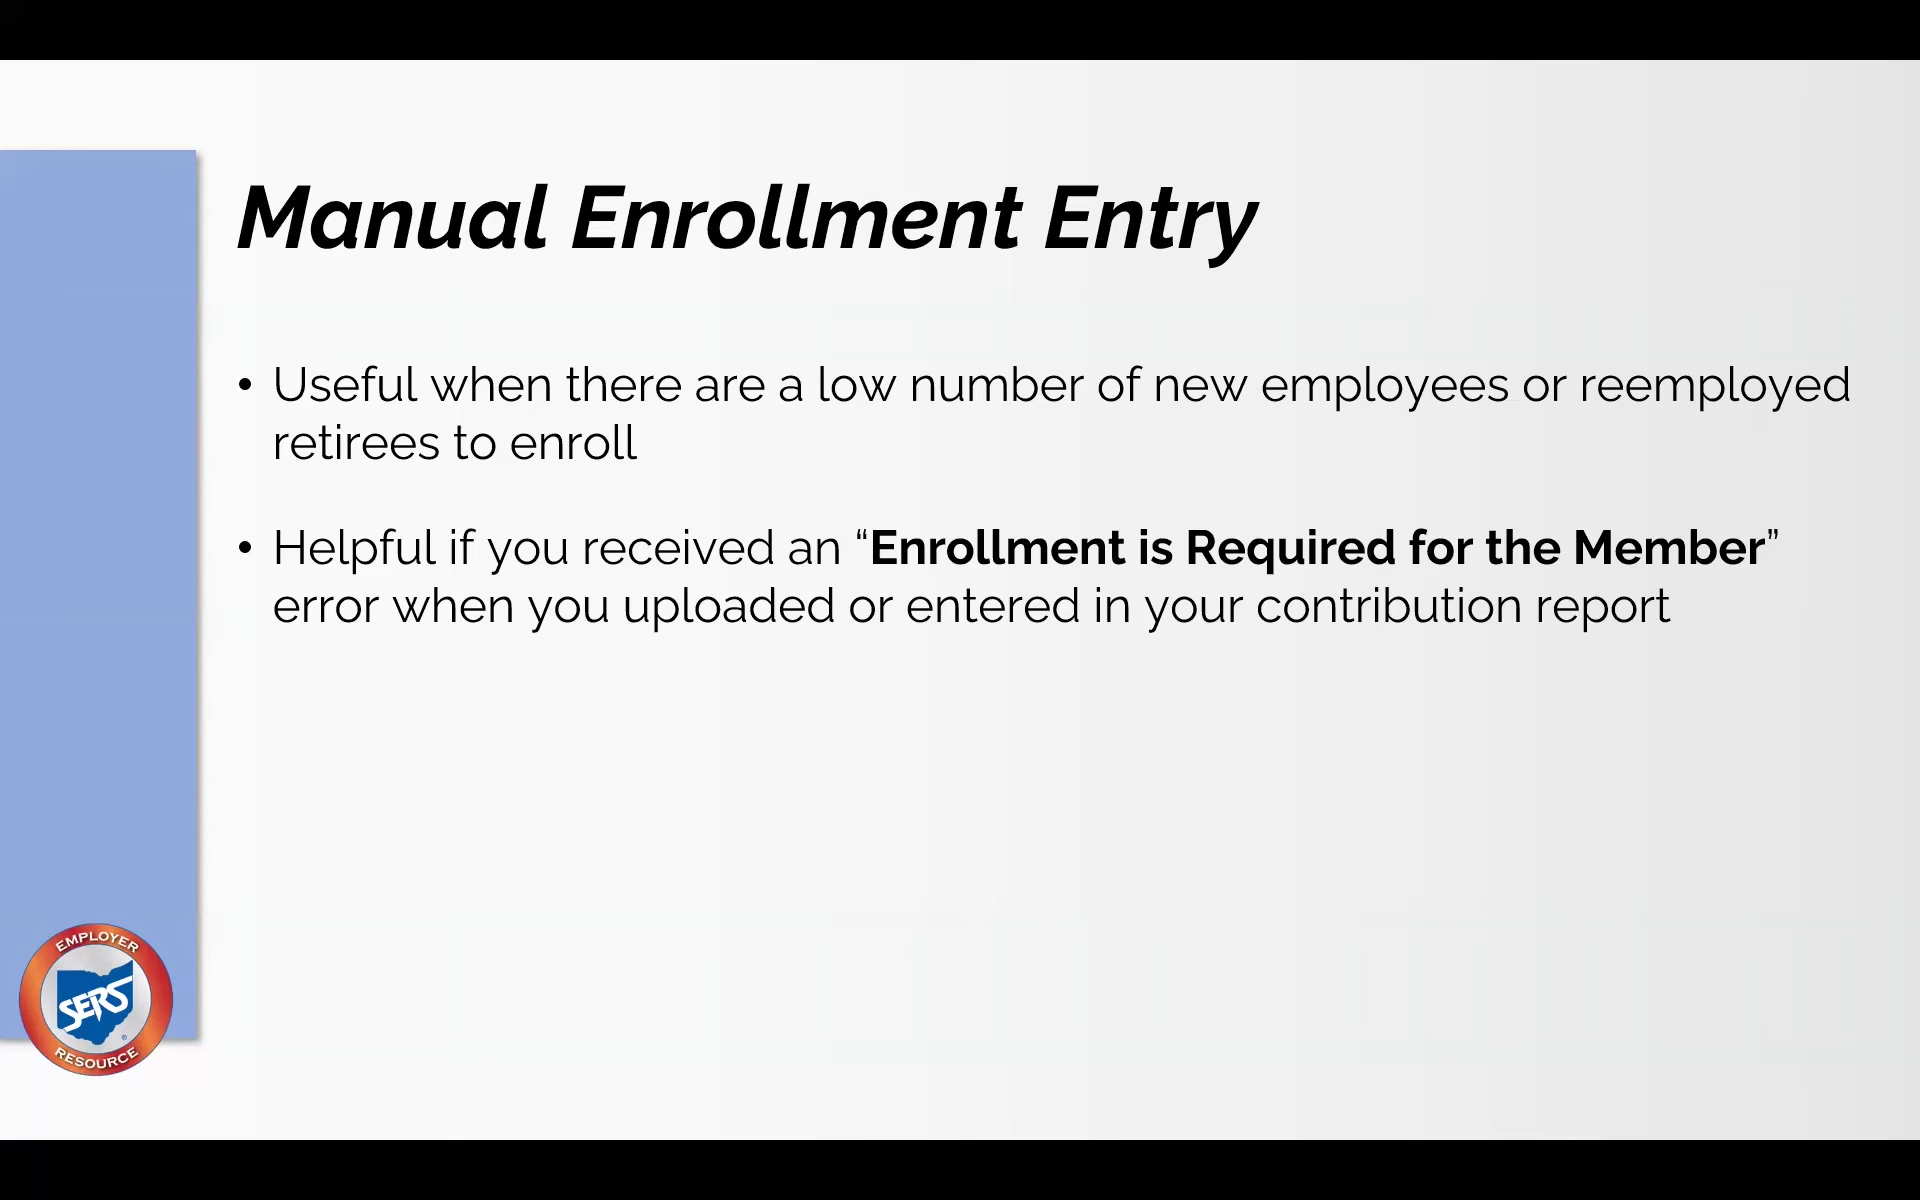 Manual Enrollment Entry
• Useful when there are a low number of new employees or reemployed
retirees to enroll
• Helpful if you received an “Enrollment is Required for the Member”
error when you uploaded or entered in your contribution report
EMPLOYER
SERS®
RESOURCE